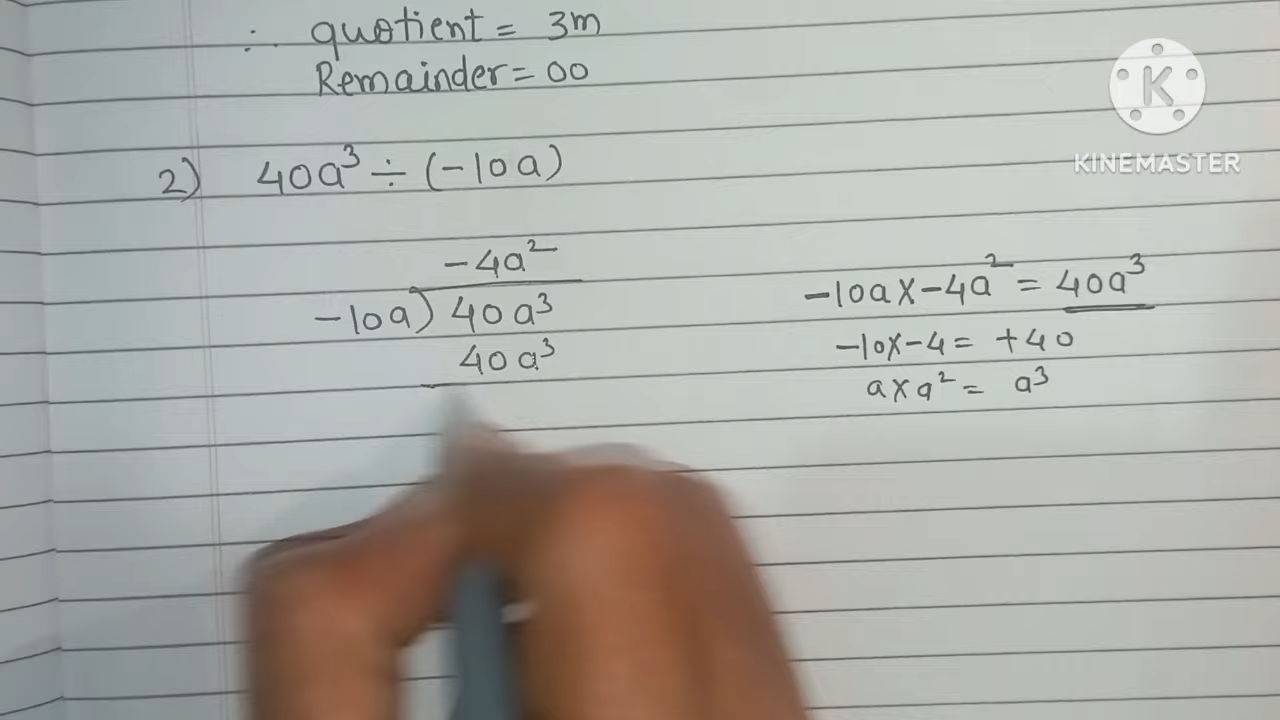 ∴ quotient = 3m
Remainder = 00
K
KINEMASTER
2) 40a³ ÷ (-10a)
-4a²
-10a) 40a³
40a³
-10a x -4a² = 40a³
-10x-4 = +40
a x a² = a³